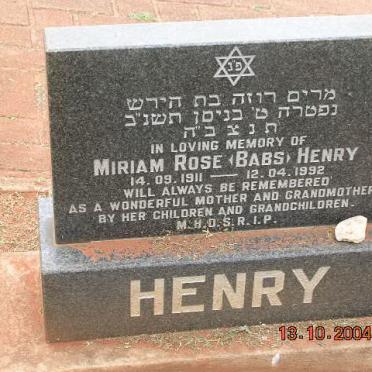 פ"נ
מרים רוזה בת הירש
נפטרה ט' בניסן תשנ"ב
ת נ צ ב "ה
IN LOVING MEMORY OF
MIRIAM ROSE (BABS) HENRY
14.09.1911 — 12.04.1992
WILL ALWAYS BE REMEMBERED
AS A WONDERFUL MOTHER AND GRANDMOTHER
BY HER CHILDREN AND GRANDCHILDREN.
M.H.D.S.R.I.P.
HENRY
13.10.2004